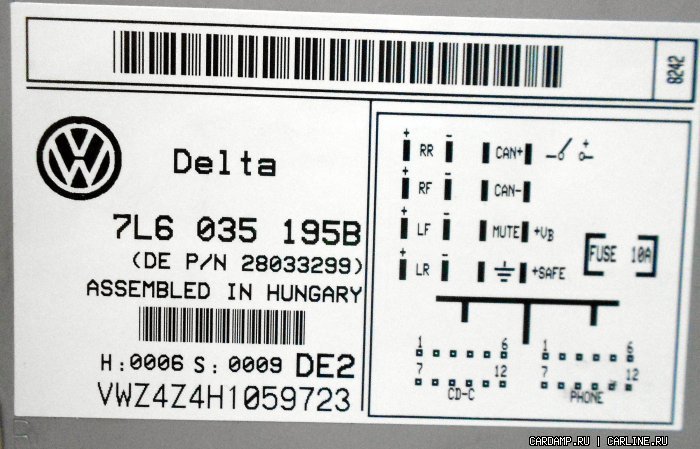 8242
VW
Delta
7L6 035 195B
(DE P/N 28033299)
ASSEMBLED IN HUNGARY
H:0006 S:0009 DE2
VWZ4Z4H1059723
+ RR - CAN+ +
+ RF - CAN-
+ LF - MUTE +VB
+ LR - +SAFE
FUSE 10A
1 6 1 6
7 12 7 12
CD-C PHONE
CARDAMP.RU | CARLINE.RU